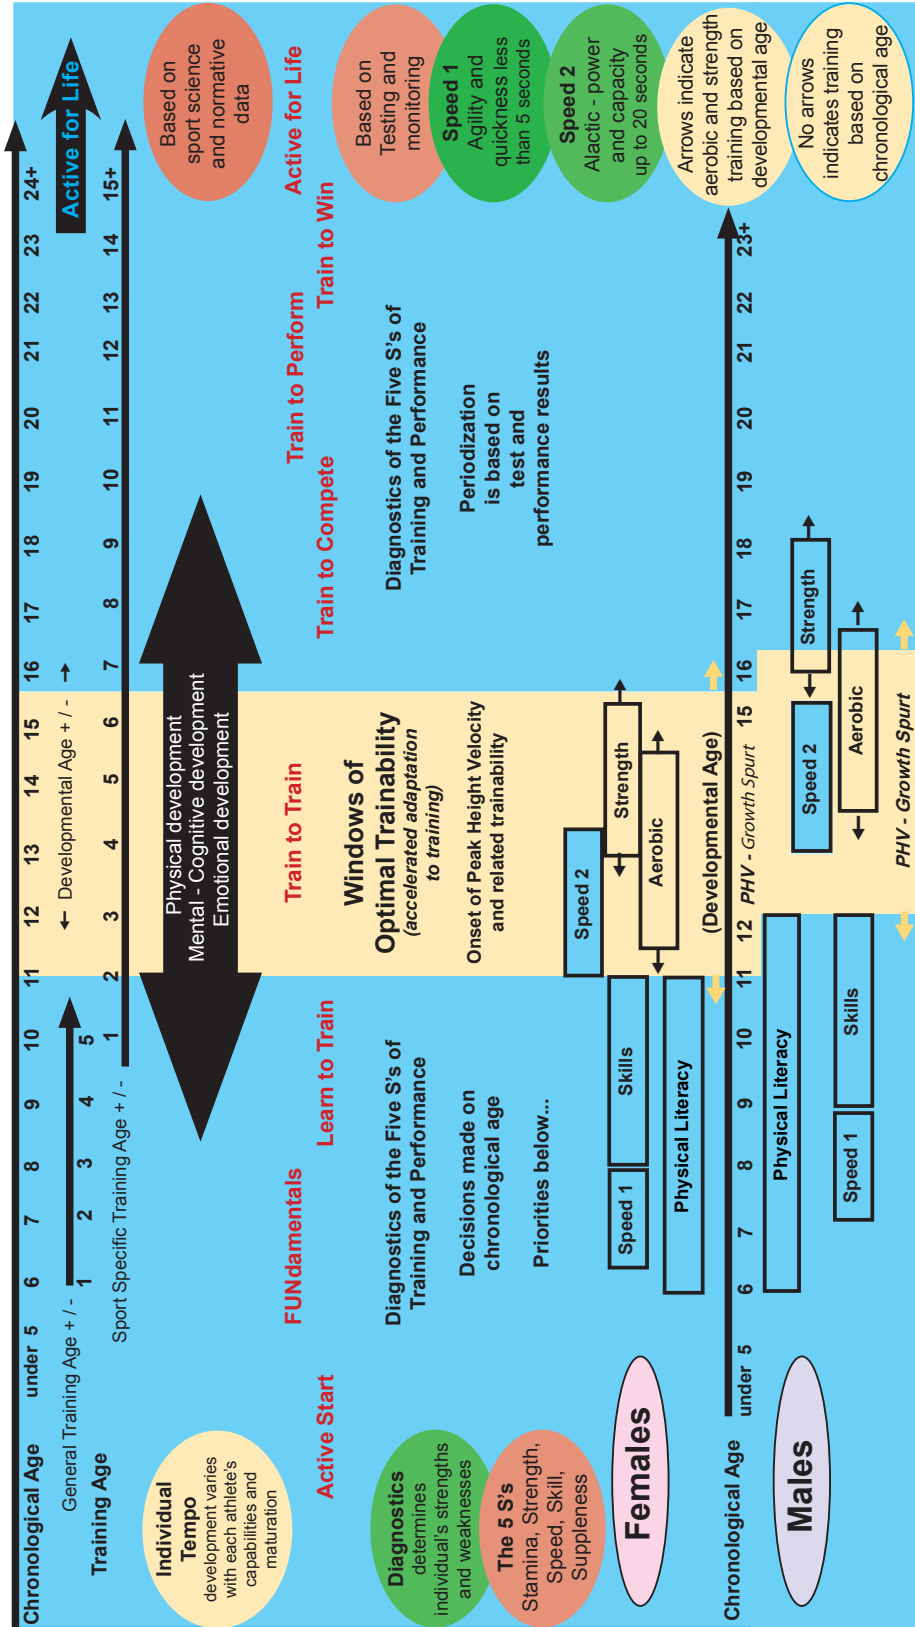 Chronological Age under 5 6 7 8 9 10 11 12 13 14 15 16 17 18 19 20 21 22 23 24+
General Training Age + / -
← Developmental Age + / - →
Active for Life
Training Age
1 2 3 4 5
Sport Specific Training Age + / -
1 2 3 4 5 6 7 8 9 10 11 12 13 14 15+
Individual
Tempo
development varies
with each athlete's
capabilities and
maturation
Physical development
Mental - Cognitive development
Emotional development
Based on
sport science
and normative
data
Active Start
FUNdamentals
Learn to Train
Train to Train
Train to Compete
Train to Perform
Train to Win
Active for Life
Diagnostics
determines
individual's strengths
and weaknesses
The 5 S's
Stamina, Strength,
Speed, Skill,
Suppleness
Diagnostics of the Five S's of
Training and Performance
Decisions made on
chronological age
Priorities below...
Windows of
Optimal Trainability
(accelerated adaptation
to training)
Onset of Peak Height Velocity
and related trainability
Diagnostics of the Five S's of
Training and Performance
Periodization
is based on
test and
performance results
Based on
Testing and
monitoring
Speed 1
Agility and
quickness less
than 5 seconds
Speed 2
Alactic - power
and capacity
up to 20 seconds
Arrows indicate
aerobic and strength
training based on
developmental age
No arrows
indicates training
based on
chronological age
Females
Speed 2
Speed 1
Skills
Strength
Aerobic
Physical Literacy
(Developmental Age)
Chronological Age under 5 6 7 8 9 10 11 12 13 14 15 16 17 18 19 20 21 22 23+
PHV - Growth Spurt
Males
Physical Literacy
Speed 2
Strength
Speed 1
Skills
Aerobic
PHV - Growth Spurt